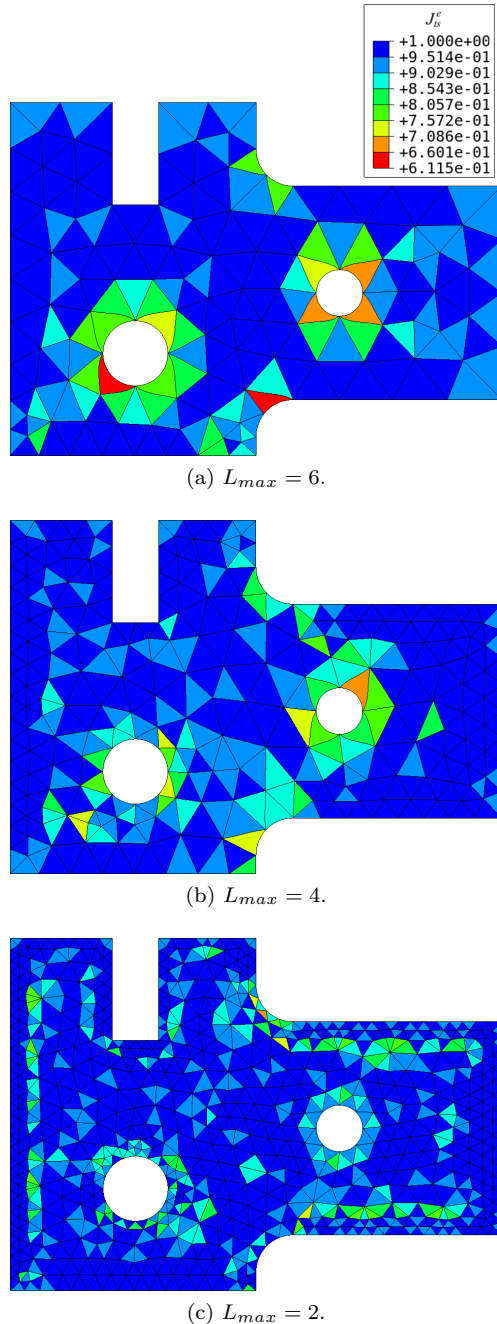 J^e_{ts}
+1.000e+00
+9.514e-01
+9.029e-01
+8.543e-01
+8.057e-01
+7.572e-01
+7.086e-01
+6.601e-01
+6.115e-01
(a) L_{max} = 6.
(b) L_{max} = 4.
(c) L_{max} = 2.